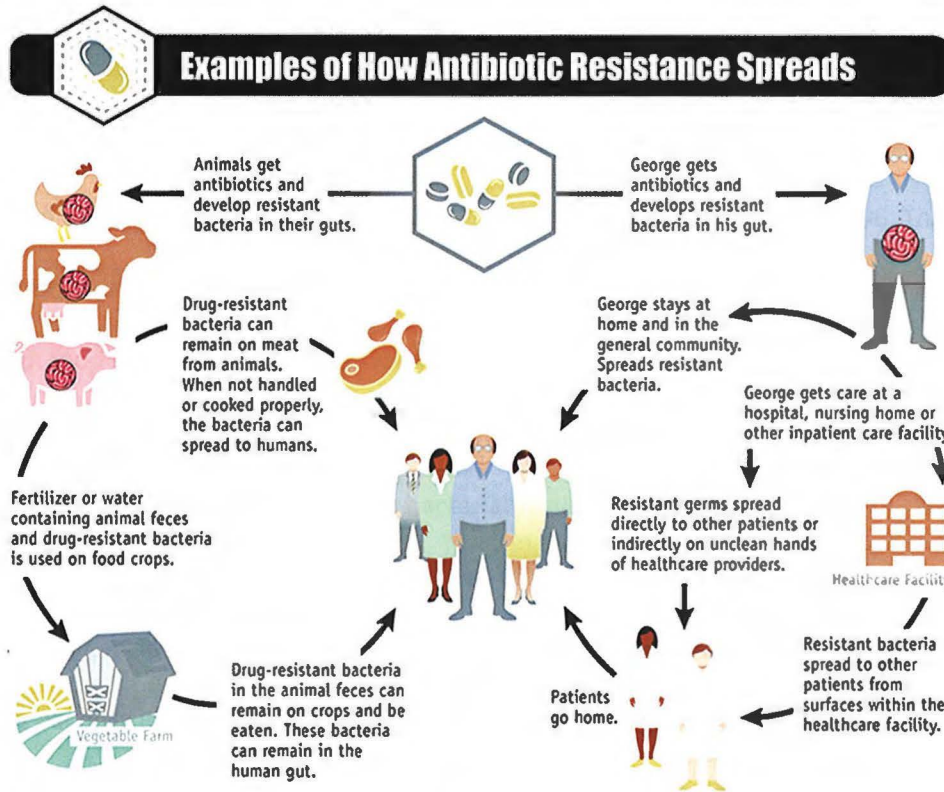 Examples of How Antibiotic Resistance Spreads
Animals get
antibiotics and
develop resistant
bacteria in their guts.
George gets
antibiotics and
develops resistant
bacteria in his gut.
Drug-resistant
bacteria can
remain on meat
from animals.
When not handled
or cooked properly,
the bacteria can
spread to humans.
George stays at
home and in the
general community.
Spreads resistant
bacteria.
George gets care at a
hospital, nursing home or
other inpatient care facility
Fertilizer or water
containing animal feces
and drug-resistant bacteria
is used on food crops.
Resistant germs spread
directly to other patients or
indirectly on unclean hands
of healthcare providers.
Healthcare Facilit
Vegetable Farm
Drug-resistant bacteria
in the animal feces can
remain on crops and be
eaten. These bacteria
can remain in the
human gut.
Patients
go home.
Resistant bacteria
spread to other
patients from
surfaces within the
healthcare facility.